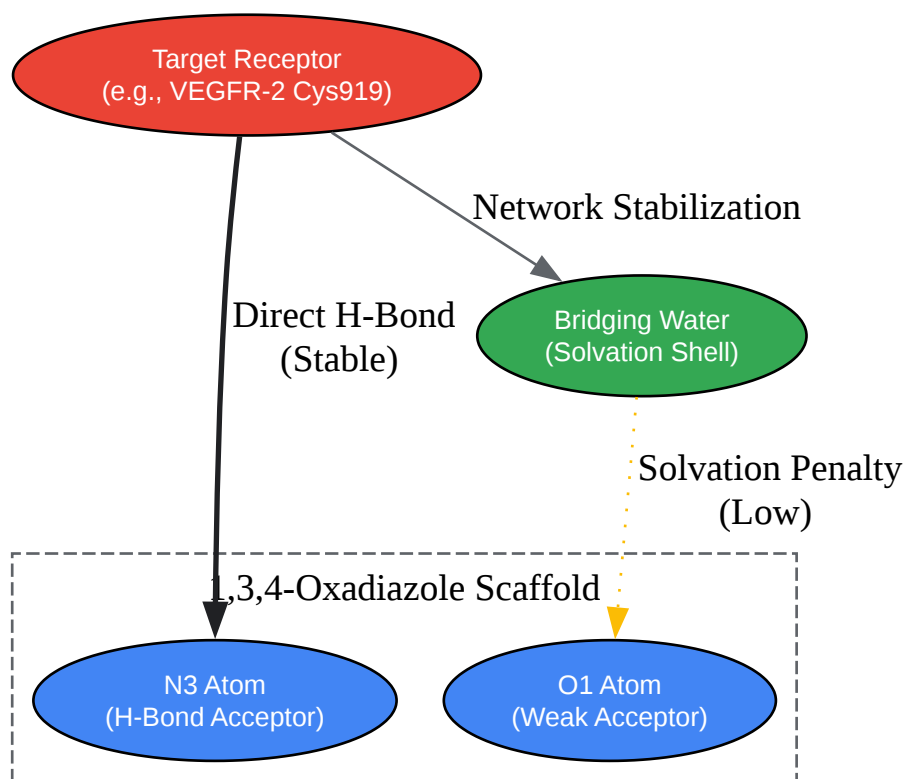 Target Receptor
(e.g., VEGFR-2 Cys919)
Network Stabilization
Direct H-Bond
(Stable)
Bridging Water
(Solvation Shell)
Solvation Penalty
(Low)
1,3,4-Oxadiazole Scaffold
N3 Atom
(H-Bond Acceptor)
O1 Atom
(Weak Acceptor)